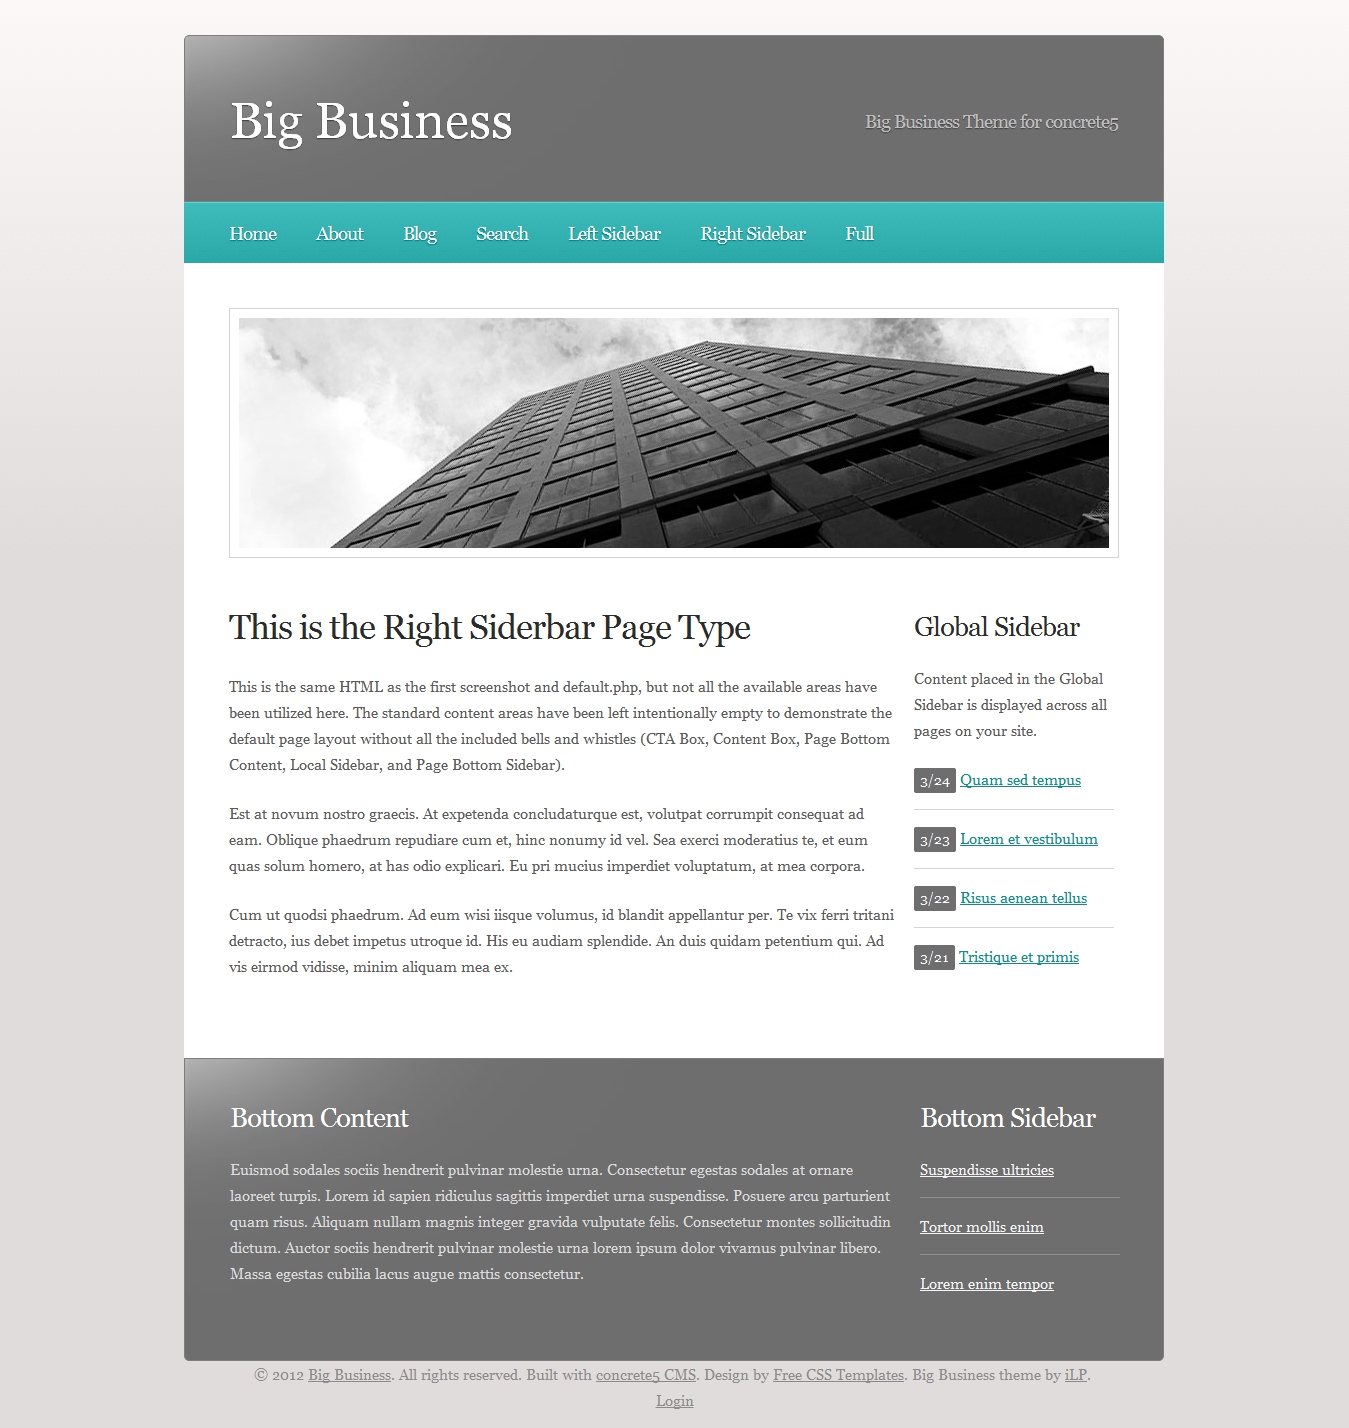 Big Business
Big Business Theme for concrete5
Home About Blog Search Left Sidebar Right Sidebar Full
This is the Right Siderbar Page Type
This is the same HTML as the first screenshot and default.php, but not all the available areas have
been utilized here. The standard content areas have been left intentionally empty to demonstrate the
default page layout without all the included bells and whistles (CTA Box, Content Box, Page Bottom
Content, Local Sidebar, and Page Bottom Sidebar).
Est at novum nostro graecis. At expetenda concludaturque est, volutpat corrumpit consequat ad
eam. Oblique phaedrum repudiare cum et, hinc nonumy id vel. Sea exerci moderatius te, et eum
quas solum homero, at has odio explicari. Eu pri mucius imperdiet voluptatum, at mea corpora.
Cum ut quodsi phaedrum. Ad eum wisi iisque volumus, id blandit appellantur per. Te vix ferri tritani
detracto, ius debet impetus utroque id. His eu audiam splendide. An duis quidam petentium qui. Ad
vis eirmod vidisse, minim aliquam mea ex.
Global Sidebar
Content placed in the Global
Sidebar is displayed across all
pages on your site.
3/24 Quam sed tempus
3/23 Lorem et vestibulum
3/22 Risus aenean tellus
3/21 Tristique et primis
Bottom Content
Euismod sodales sociis hendrerit pulvinar molestie urna. Consectetur egestas sodales at ornare
laoreet turpis. Lorem id sapien ridiculus sagittis imperdiet urna suspendisse. Posuere arcu parturient
quam risus. Aliquam nullam magnis integer gravida vulputate felis. Consectetur montes sollicitudin
dictum. Auctor sociis hendrerit pulvinar molestie urna lorem ipsum dolor vivamus pulvinar libero.
Massa egestas cubilia lacus augue mattis consectetur.
Bottom Sidebar
Suspendisse ultricies
Tortor mollis enim
Lorem enim tempor
© 2012 Big Business. All rights reserved. Built with concrete5 CMS. Design by Free CSS Templates. Big Business theme by iLP.
Login